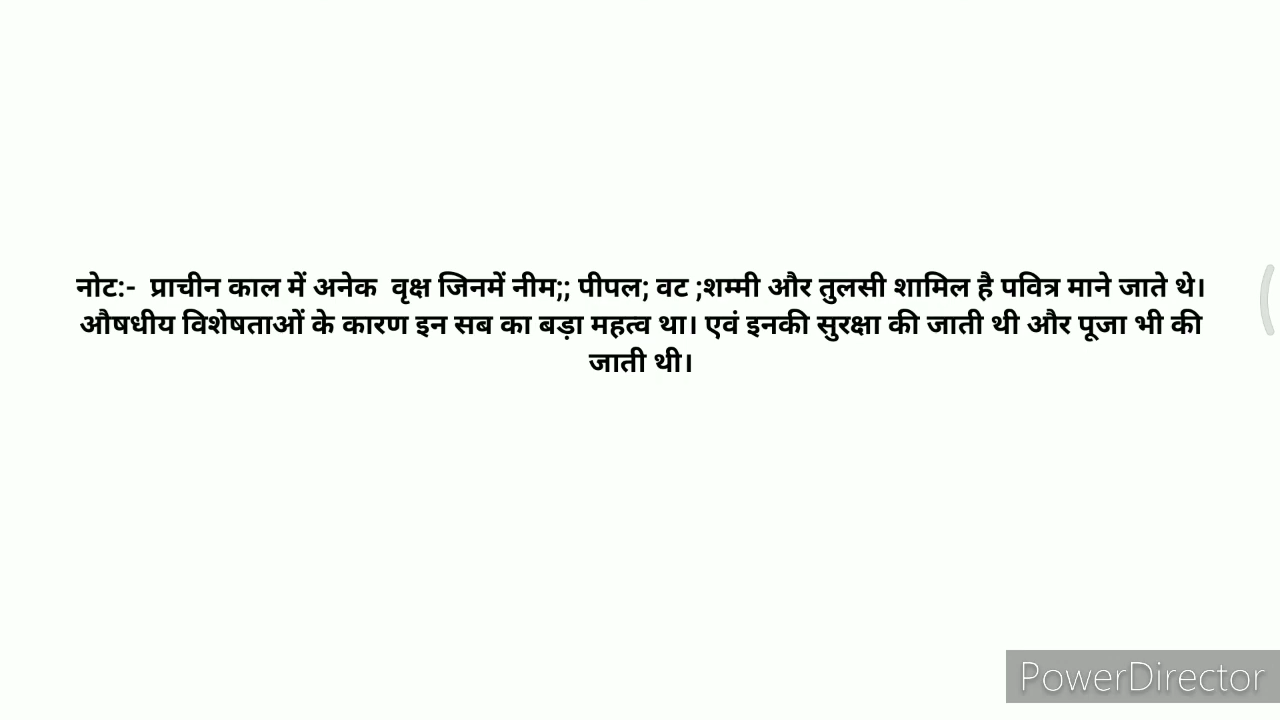 नोट:-  प्राचीन काल में अनेक  वृक्ष जिनमें नीम;; पीपल; वट ;शम्मी और तुलसी शामिल है पवित्र माने जाते थे।
औषधीय विशेषताओं के कारण इन सब का बड़ा महत्व था। एवं इनकी सुरक्षा की जाती थी और पूजा भी की
जाती थी।
PowerDirector